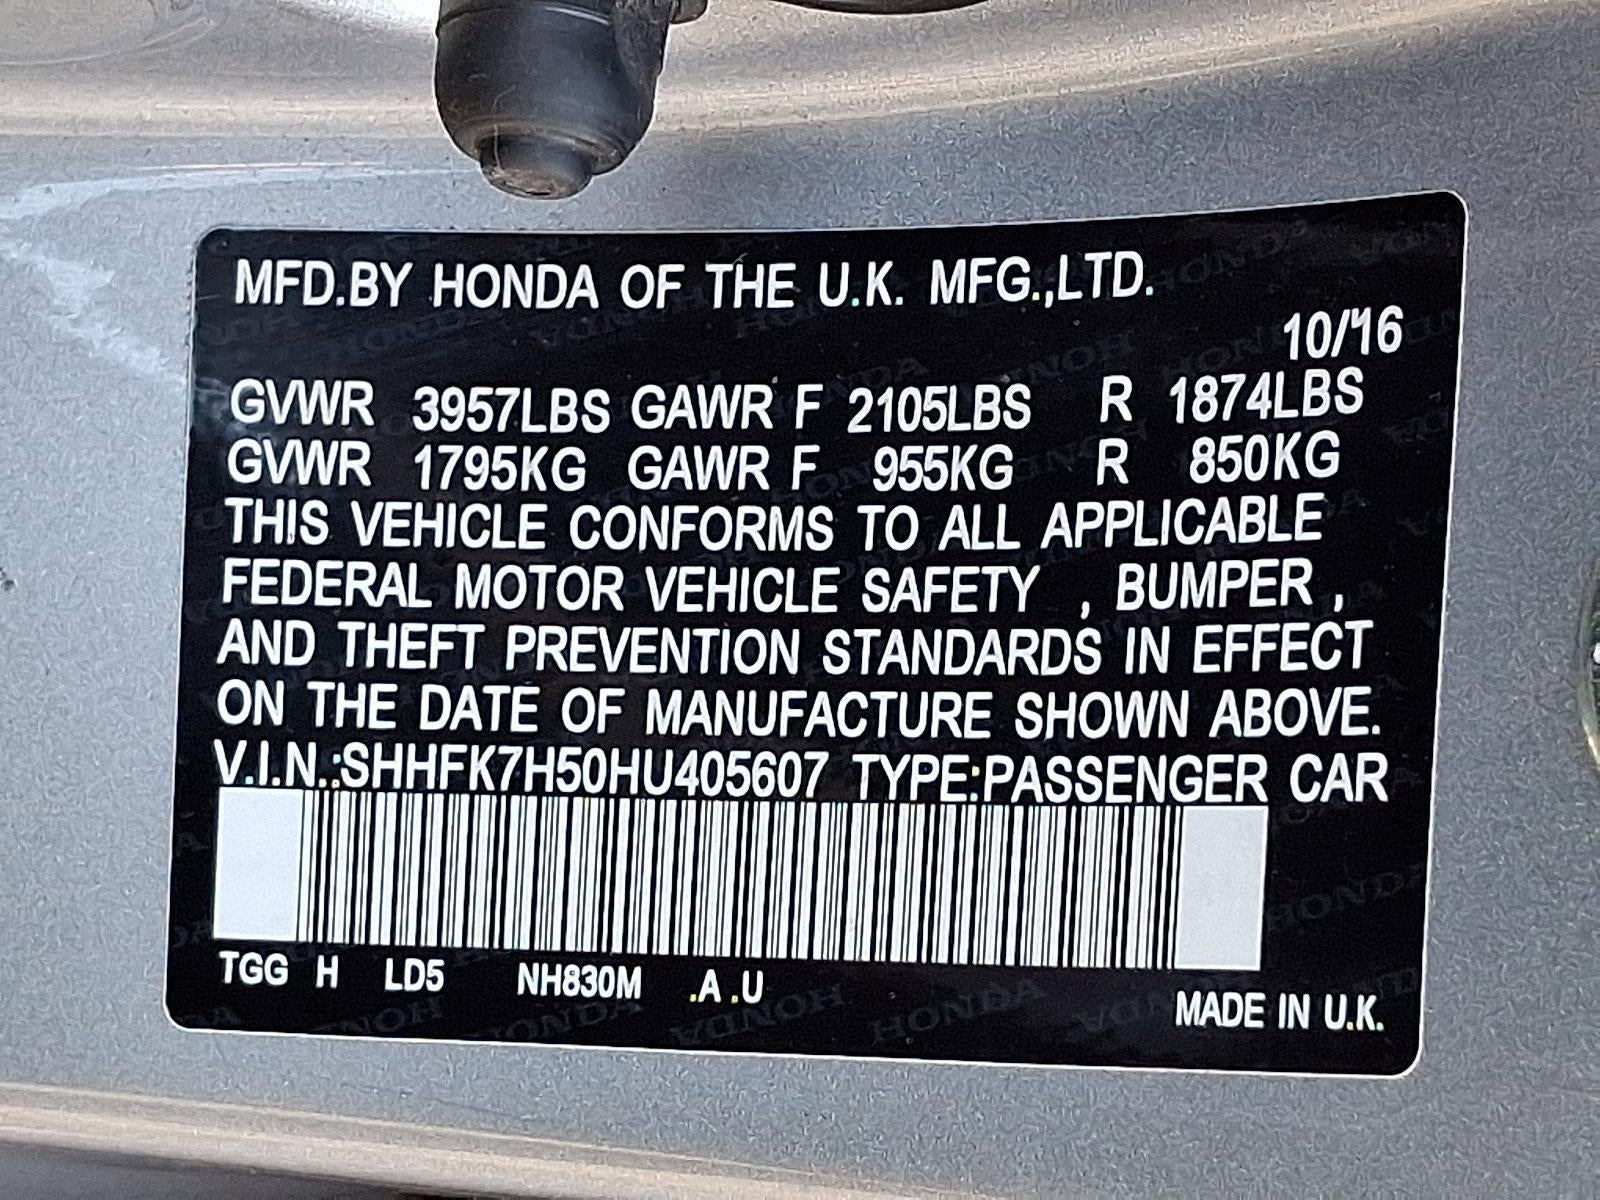 MFD.BY HONDA OF THE U.K. MFG.,LTD.
10/'16
GVWR 3957LBS GAWR F 2105LBS R 1874LBS
GVWR 1795KG GAWR F 955KG R 850KG
THIS VEHICLE CONFORMS TO ALL APPLICABLE
FEDERAL MOTOR VEHICLE SAFETY , BUMPER ,
AND THEFT PREVENTION STANDARDS IN EFFECT
ON THE DATE OF MANUFACTURE SHOWN ABOVE.
V.I.N.:SHHFK7H50HU405607 TYPE:PASSENGER CAR
TGG H LD5 NH830M .A .U
MADE IN U.K.